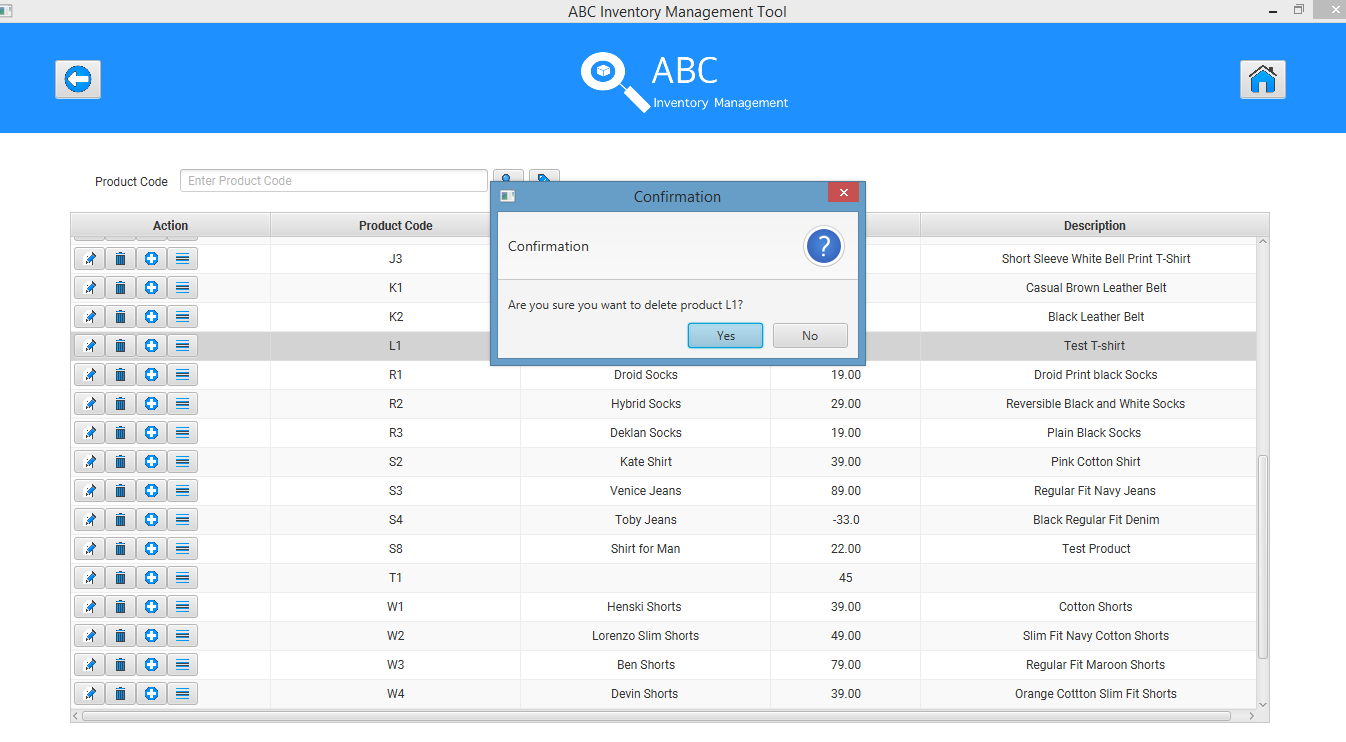 ABC Inventory Management Tool
ABC
Inventory Management
Product Code Enter Product Code
Confirmation
Confirmation
?
Are you sure you want to delete product L1?
Yes No
Action Product Code Description
J3 Short Sleeve White Bell Print T-Shirt
K1 Casual Brown Leather Belt
K2 Black Leather Belt
L1 Test T-shirt
R1 Droid Socks 19.00 Droid Print black Socks
R2 Hybrid Socks 29.00 Reversible Black and White Socks
R3 Deklan Socks 19.00 Plain Black Socks
S2 Kate Shirt 39.00 Pink Cotton Shirt
S3 Venice Jeans 89.00 Regular Fit Navy Jeans
S4 Toby Jeans -33.0 Black Regular Fit Denim
S8 Shirt for Man 22.00 Test Product
T1 45
W1 Henski Shorts 39.00 Cotton Shorts
W2 Lorenzo Slim Shorts 49.00 Slim Fit Navy Cotton Shorts
W3 Ben Shorts 79.00 Regular Fit Maroon Shorts
W4 Devin Shorts 39.00 Orange Cottton Slim Fit Shorts